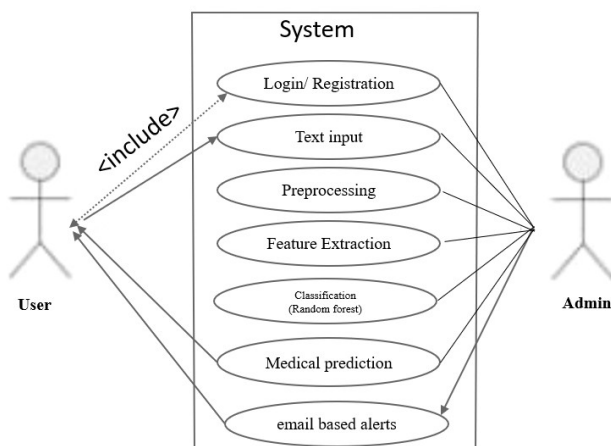 System
Login/ Registration
<include>
Text input
Preprocessing
Feature Extraction
Classification
(Random forest)
User
Admin
Medical prediction
email based alerts